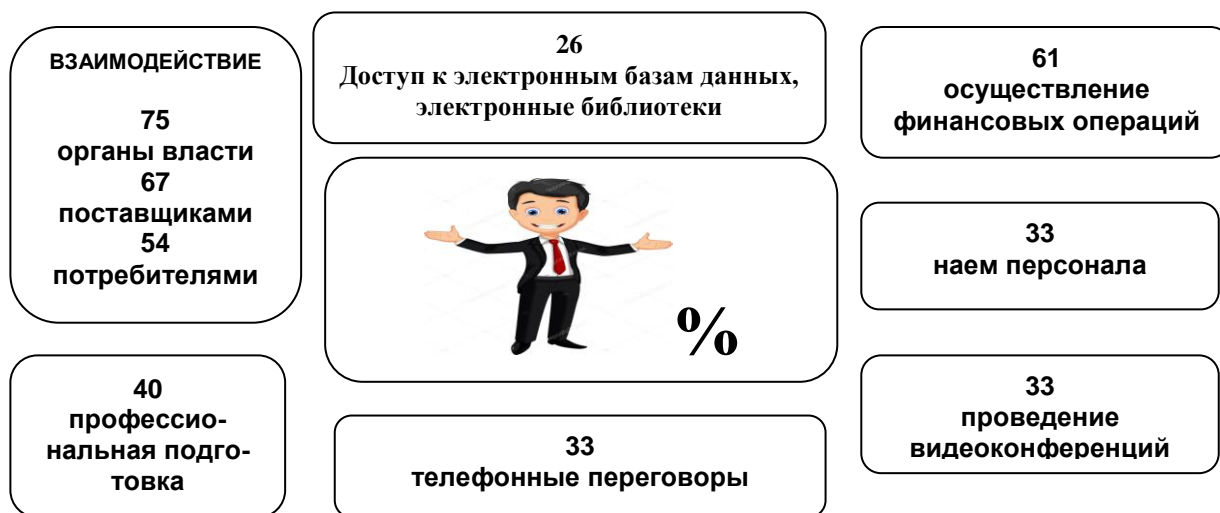 ВЗАИМОДЕЙСТВИЕ
75
органы власти
67
поставщиками
54
потребителями
26
Доступ к электронным базам данных,
электронные библиотеки
61
осуществление
финансовых операций
%
33
наем персонала
40
профессио-
нальная подго-
товка
33
телефонные переговоры
33
проведение
видеоконференций